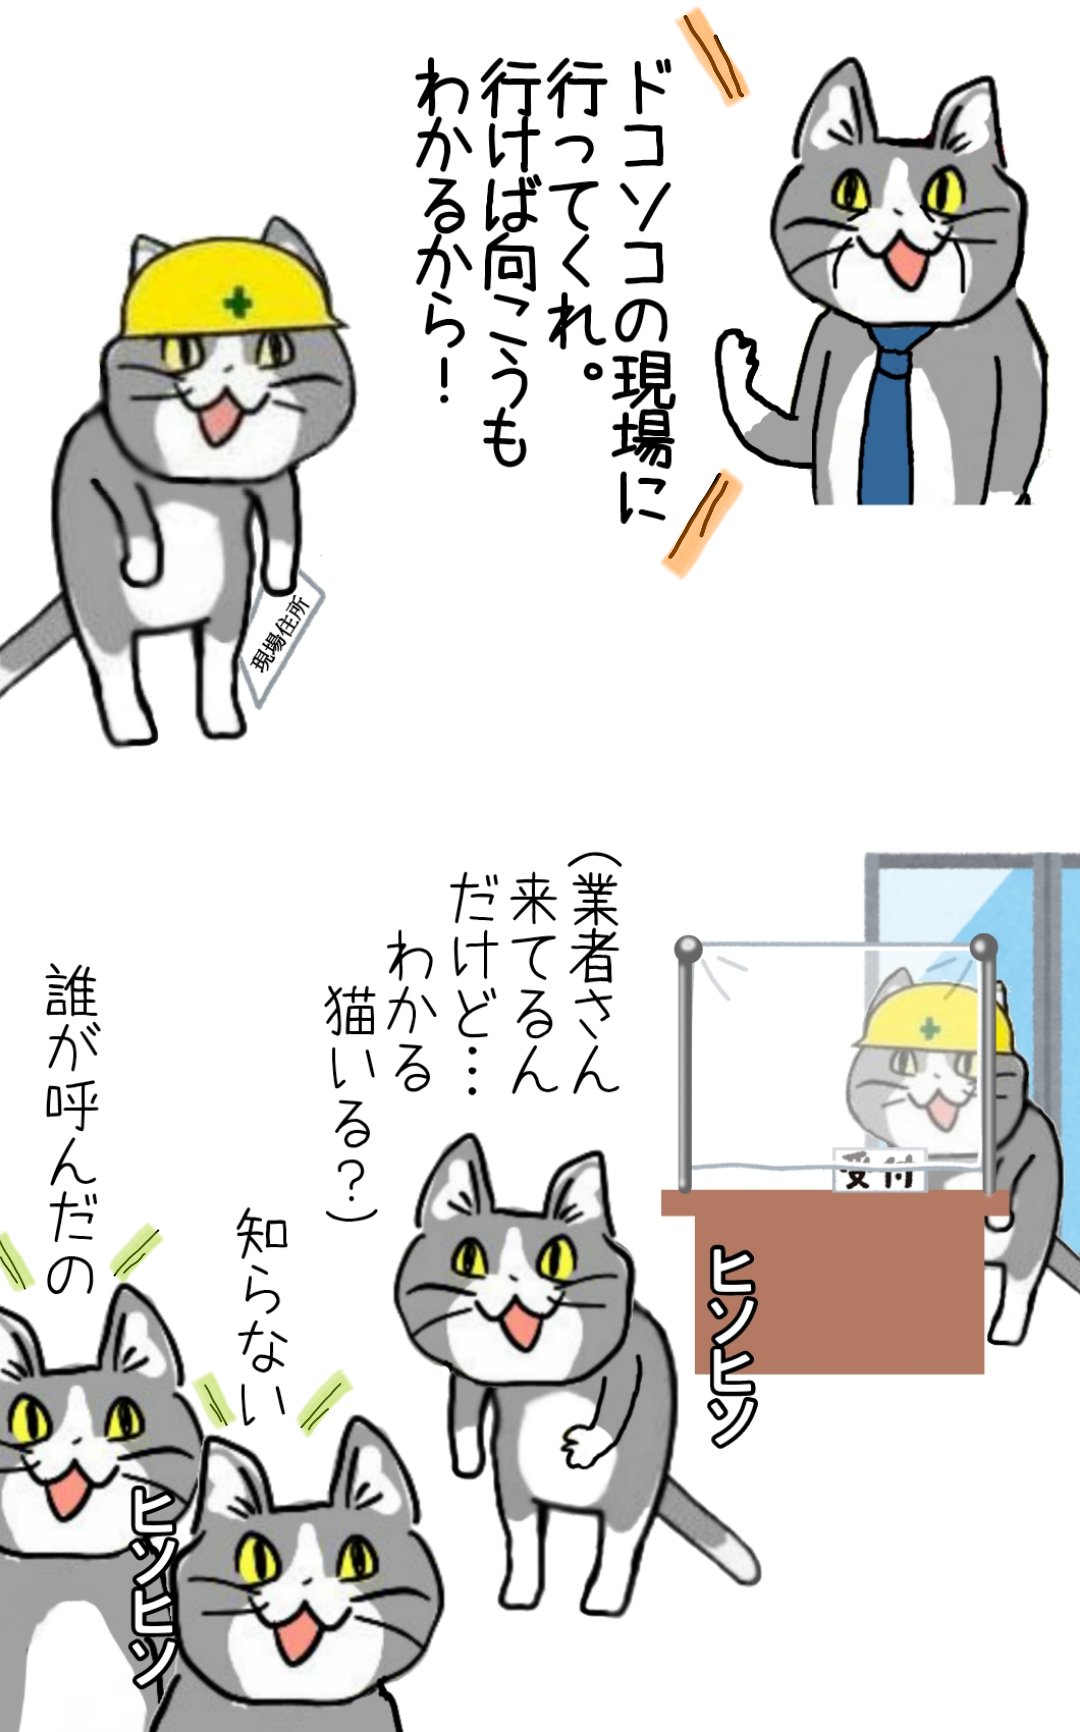 ドコソコの現場に
行ってくれ。
行けば向こうも
わかるから！
現場住所
（業者さん
来てるん
だけど…
わかる
猫いる？）
受付
ヒソヒソ
知らない
誰が呼んだの
ヒソヒソ